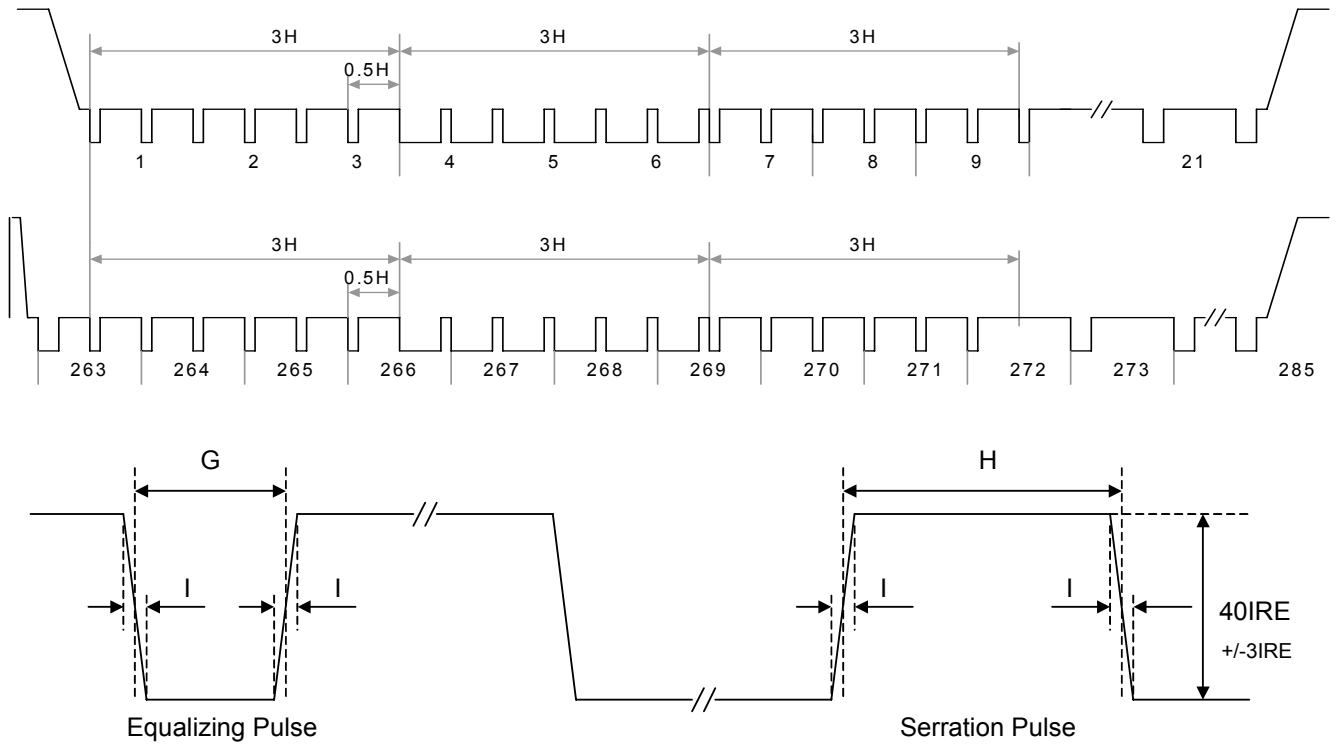 3H 3H 3H
0.5H
1 2 3 4 5 6 7 8 9 21
3H 3H 3H
0.5H
263 264 265 266 267 268 269 270 271 272 273 285
G H
I I I I 40IRE
+/-3IRE
Equalizing Pulse Serration Pulse